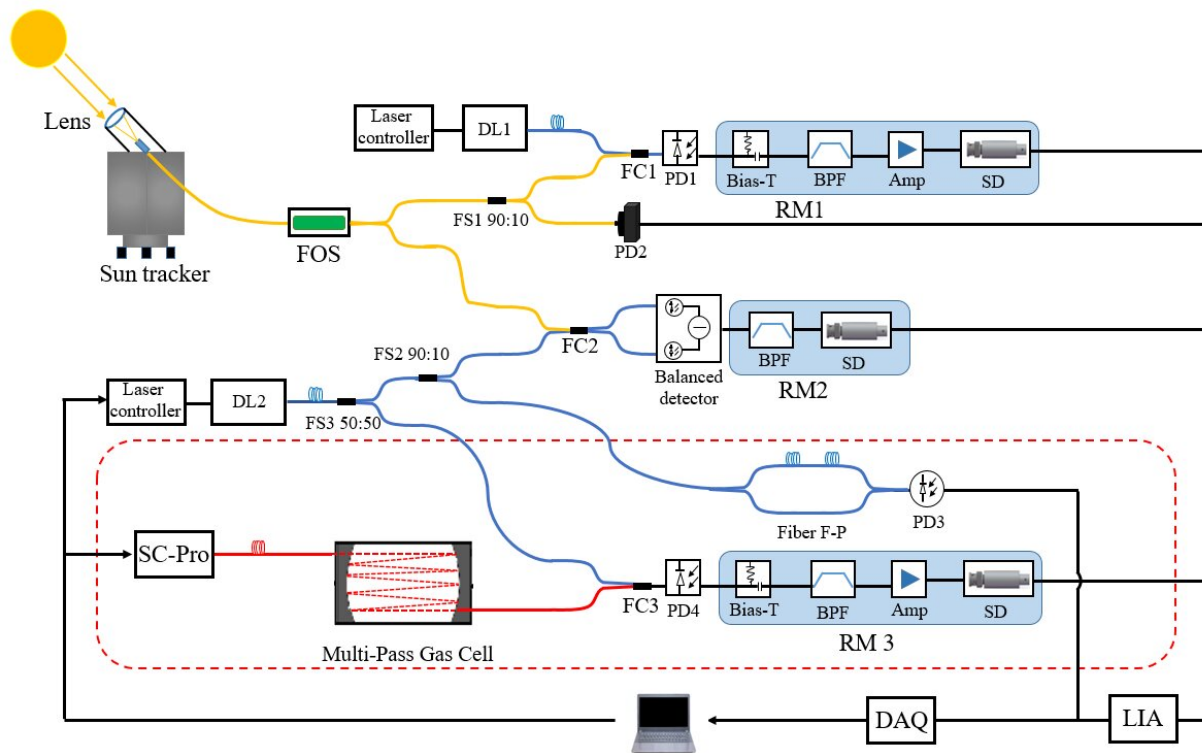 Lens
Sun tracker
FOS
Laser
controller
DL1
FC1
PD1
Bias-T
BPF
Amp
SD
RM1
FS1 90:10
PD2
FC2
Balanced
detector
BPF
SD
RM2
FS2 90:10
Laser
controller
DL2
FS3 50:50
Fiber F-P
PD3
SC-Pro
Multi-Pass Gas Cell
FC3
PD4
Bias-T
BPF
Amp
SD
RM 3
DAQ
LIA